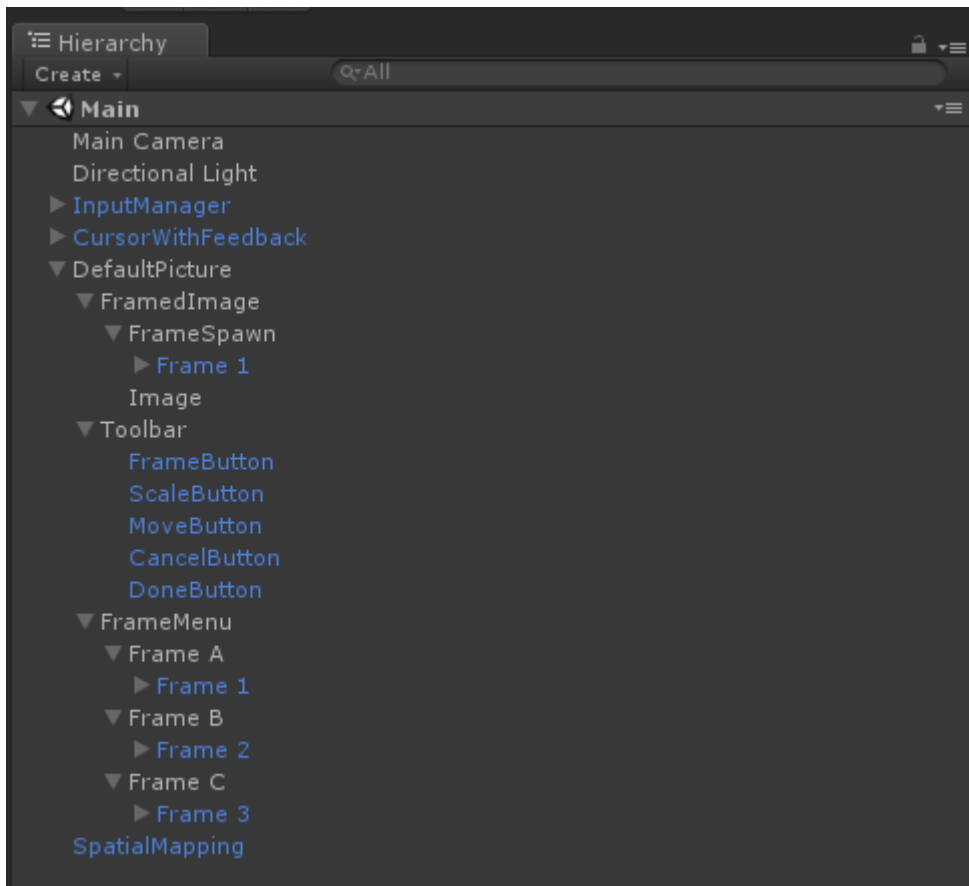 Hierarchy
Create All
Main
Main Camera
Directional Light
InputManager
CursorWithFeedback
DefaultPicture
FramedImage
FrameSpawn
Frame 1
Image
Toolbar
FrameButton
ScaleButton
MoveButton
CancelButton
DoneButton
FrameMenu
Frame A
Frame 1
Frame B
Frame 2
Frame C
Frame 3
SpatialMapping